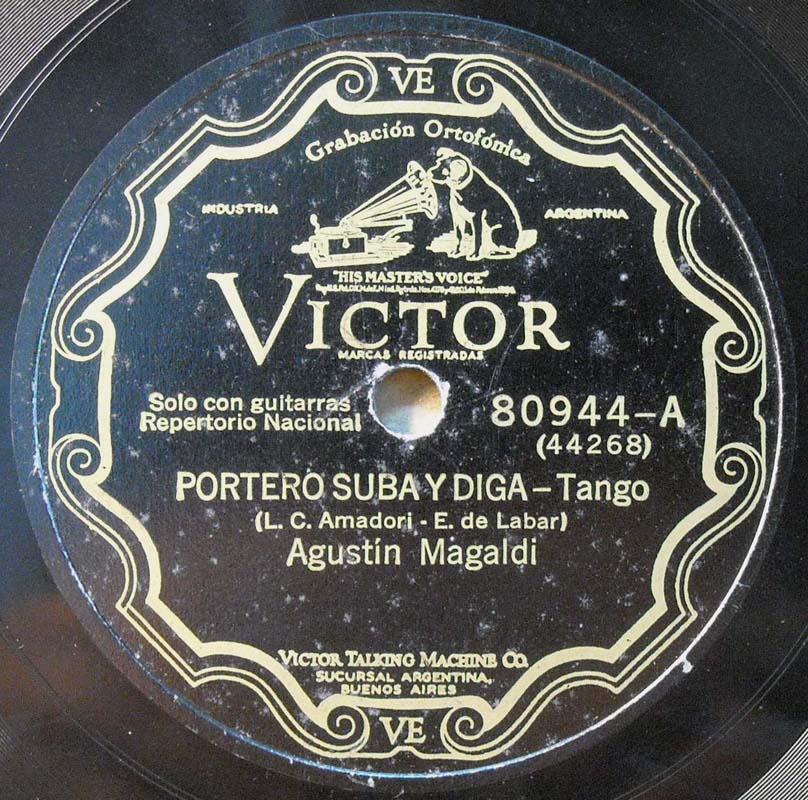 VE
Grabación Ortofónica
INDUSTRIA
ARGENTINA
"HIS MASTER'S VOICE"
VICTOR
MARCAS REGISTRADAS
Solo con guitarras
Repertorio Nacional
80944-A
(44268)
PORTERO SUBA Y DIGA – Tango
(L. C. Amadori - E. de Labar)
Agustín Magaldi
VICTOR TALKING MACHINE CO.
SUCURSAL ARGENTINA,
BUENOS AIRES
VE